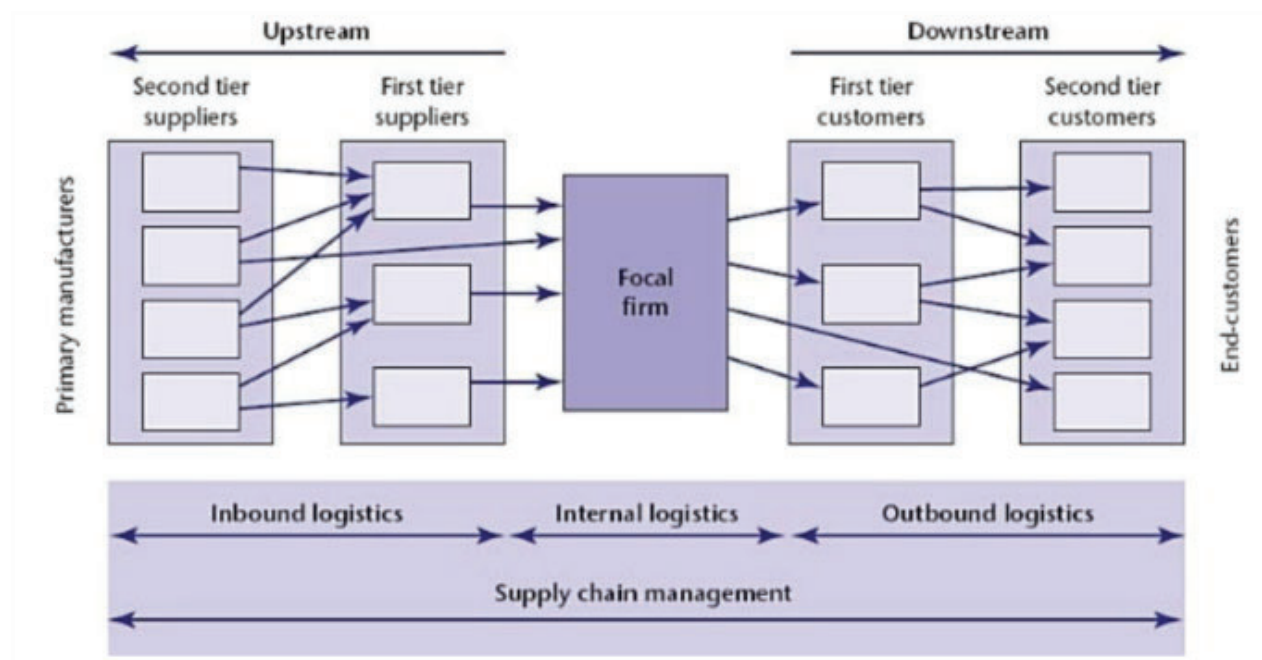 Upstream
Downstream
Second tier
suppliers
First tier
suppliers
First tier
customers
Second tier
customers
Primary manufacturers
Focal
firm
End-customers
Inbound logistics
Internal logistics
Outbound logistics
Supply chain management